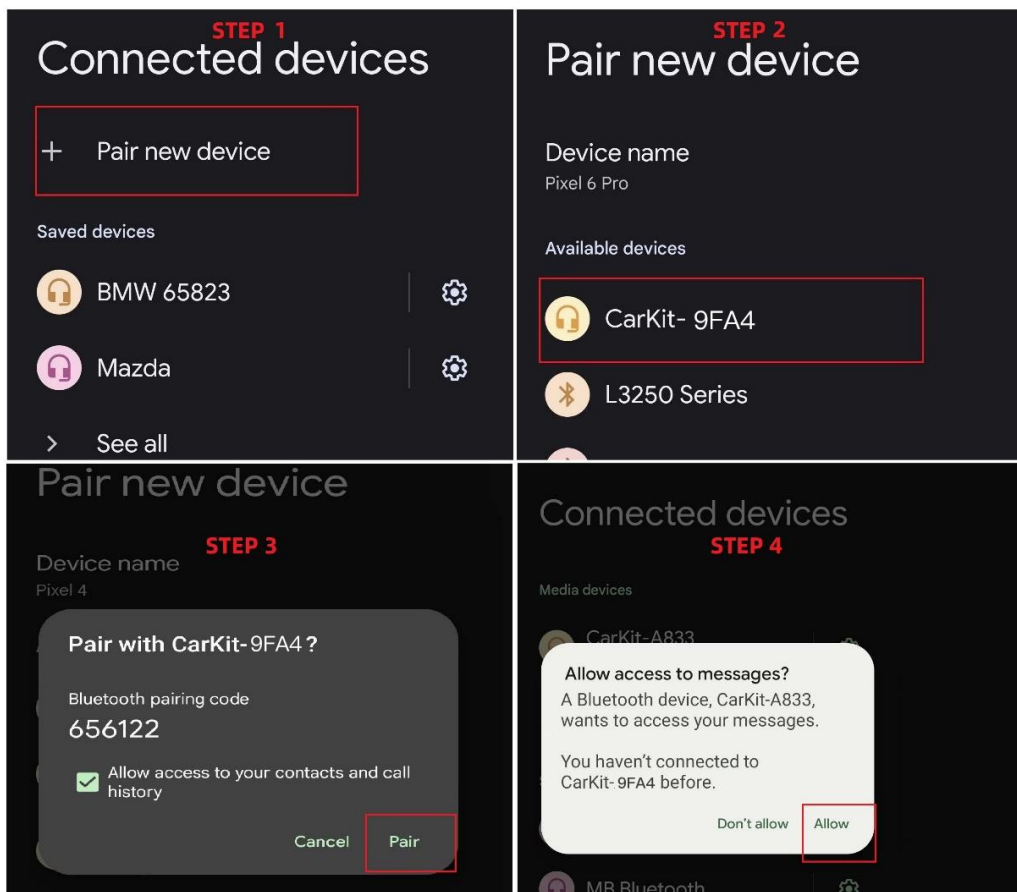 STEP 1
Connected devices
+ Pair new device
Saved devices
BMW 65823
Mazda
> See all
STEP 2
Pair new device
Device name
Pixel 6 Pro
Available devices
CarKit- 9FA4
L3250 Series
Pair new device
STEP 3
Device name
Pixel 4
Pair with CarKit-9FA4?
Bluetooth pairing code
656122
Allow access to your contacts and call
history
Cancel
Pair
Connected devices
STEP 4
Media devices
CarKit-A833
Allow access to messages?
A Bluetooth device, CarKit-A833,
wants to access your messages.
You haven't connected to
CarKit-9FA4 before.
Don't allow
Allow
MB Bluetooth